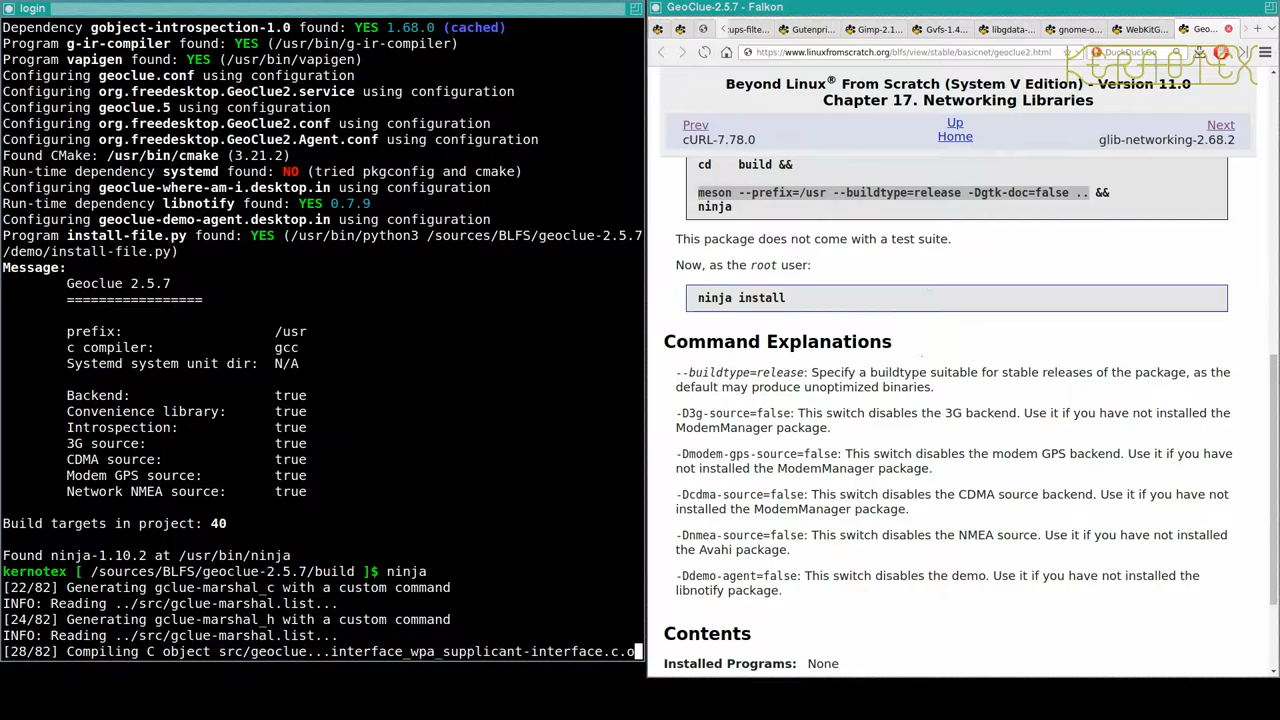 login
Dependency gobject-introspection-1.0 found: YES 1.68.0 (cached)
Program g-ir-compiler found: YES (/usr/bin/g-ir-compiler)
Program vapigen found: YES (/usr/bin/vapigen)
Configuring geoclue.conf using configuration
Configuring org.freedesktop.GeoClue2.service using configuration
Configuring geoclue.5 using configuration
Configuring org.freedesktop.GeoClue2.conf using configuration
Configuring org.freedesktop.GeoClue2.Agent.conf using configuration
Found CMake: /usr/bin/cmake (3.21.2)
Run-time dependency systemd found: NO (tried pkgconfig and cmake)
Configuring geoclue-where-am-i.desktop.in using configuration
Run-time dependency libnotify found: YES 0.7.9
Configuring geoclue-demo-agent.desktop.in using configuration
Program install-file.py found: YES (/usr/bin/python3 /sources/BLFS/geoclue-2.5.7
/demo/install-file.py)
Message:
Geoclue 2.5.7
=================
prefix: /usr
c compiler: gcc
Systemd system unit dir: N/A
Backend: true
Convenience library: true
Introspection: true
3G source: true
CDMA source: true
Modem GPS source: true
Network NMEA source: true
Build targets in project: 40
Found ninja-1.10.2 at /usr/bin/ninja
kernotex [ /sources/BLFS/geoclue-2.5.7/build ]$ ninja
[22/82] Generating gclue-marshal_c with a custom command
INFO: Reading ../src/gclue-marshal.list...
[24/82] Generating gclue-marshal_h with a custom command
INFO: Reading ../src/gclue-marshal.list...
[28/82] Compiling C object src/geoclue...interface_wpa_supplicant-interface.c.o
GeoClue-2.5.7 - Falkon
ups-filte... Gutenpri... Gimp-2.1... Gvfs-1.4... libgdata-... gnome-o... WebKitG... Geo...
https://www.linuxfromscratch.org/blfs/view/stable/basicnet/geoclue2.html DuckDuckGo
KERNOTEX
Beyond Linux® From Scratch (System V Edition) - Version 11.0
Chapter 17. Networking Libraries
Prev Up Next
cURL-7.78.0 Home glib-networking-2.68.2
cd build &&
meson --prefix=/usr --buildtype=release -Dgtk-doc=false .. &&
ninja
This package does not come with a test suite.
Now, as the root user:
ninja install
Command Explanations
--buildtype=release: Specify a buildtype suitable for stable releases of the package, as the
default may produce unoptimized binaries.
-D3g-source=false: This switch disables the 3G backend. Use it if you have not installed the
ModemManager package.
-Dmodem-gps-source=false: This switch disables the modem GPS backend. Use it if you have
not installed the ModemManager package.
-Dcdma-source=false: This switch disables the CDMA source backend. Use it if you have not
installed the ModemManager package.
-Dnmea-source=false: This switch disables the NMEA source. Use it if you have not installed
the Avahi package.
-Ddemo-agent=false: This switch disables the demo. Use it if you have not installed the
libnotify package.
Contents
Installed Programs: None